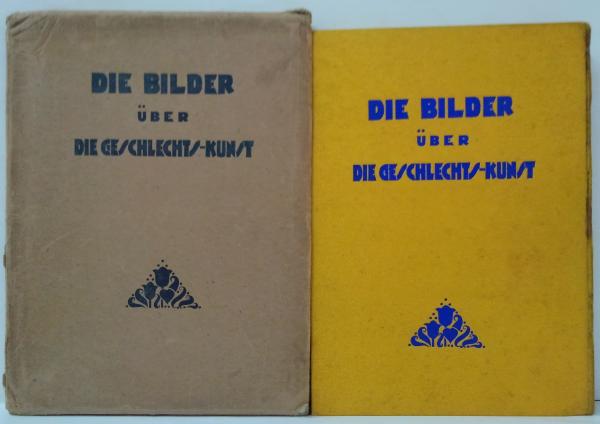 DIE BILDER
ÜBER
DIE GESCHLECHTS-KUNST
DIE BILDER
ÜBER
DIE GESCHLECHTS-KUNST